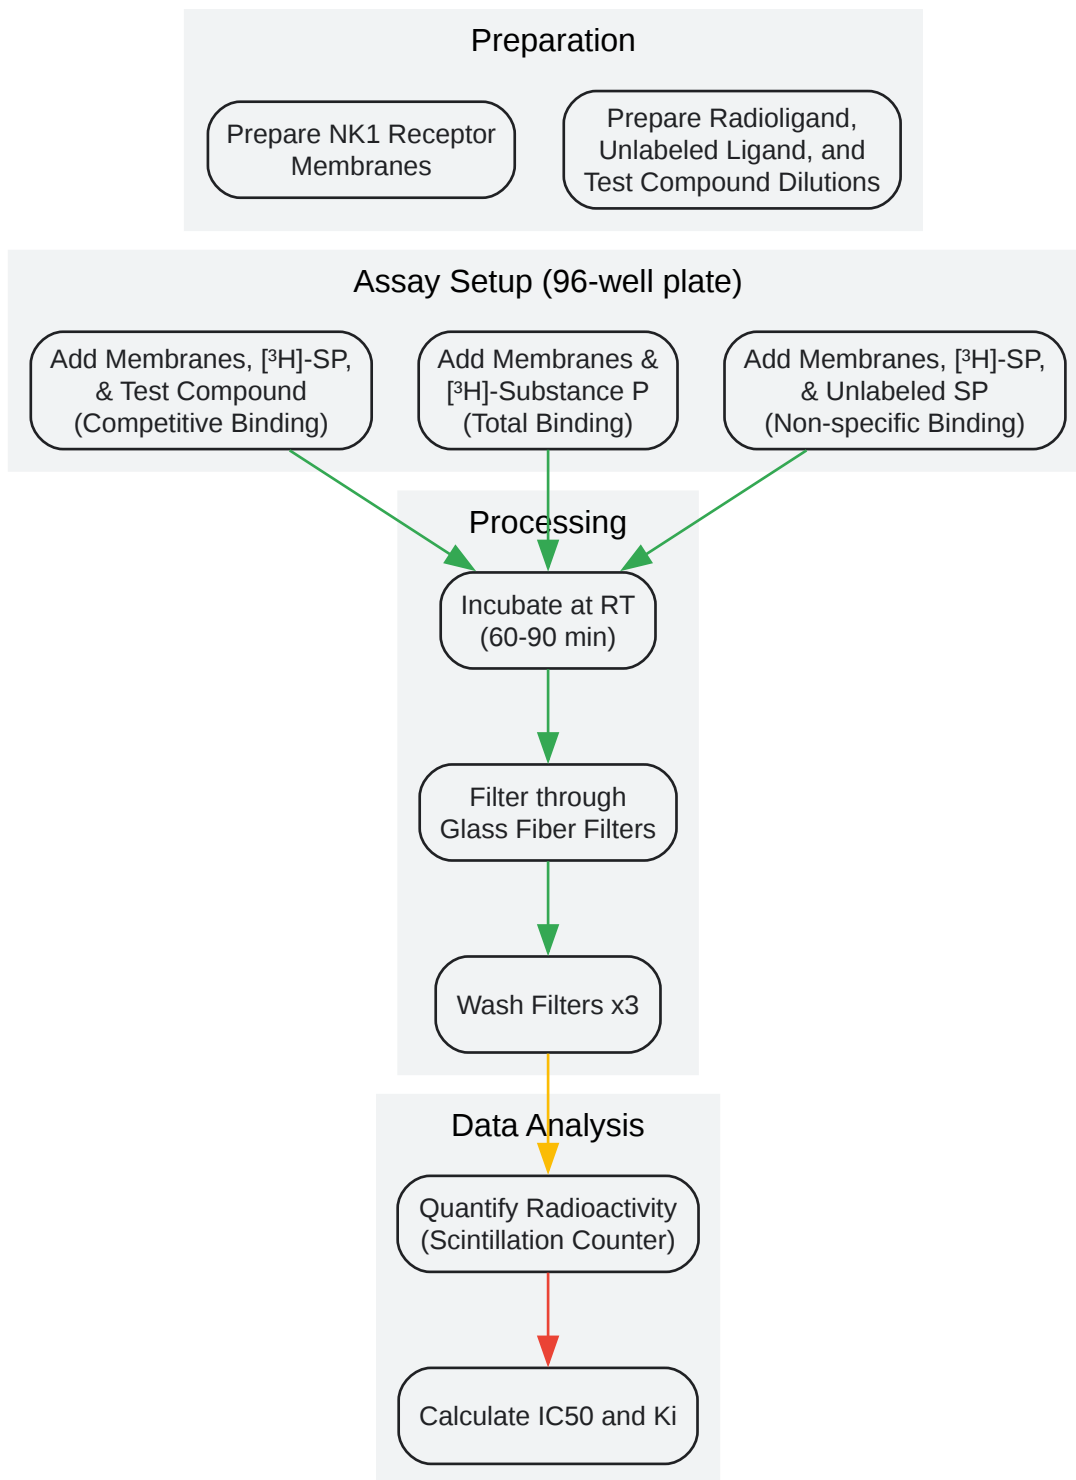 Preparation
Prepare NK1 Receptor
Membranes
Prepare Radioligand,
Unlabeled Ligand, and
Test Compound Dilutions
Assay Setup (96-well plate)
Add Membranes, [³H]-SP,
& Test Compound
(Competitive Binding)
Add Membranes &
[³H]-Substance P
(Total Binding)
Add Membranes, [³H]-SP,
& Unlabeled SP
(Non-specific Binding)
Processing
Incubate at RT
(60-90 min)
Filter through
Glass Fiber Filters
Wash Filters x3
Data Analysis
Quantify Radioactivity
(Scintillation Counter)
Calculate IC50 and Ki